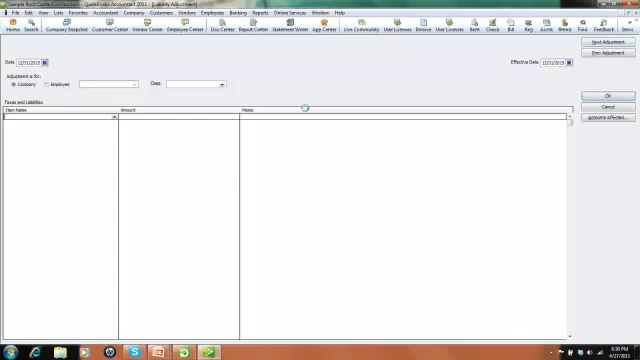 Sample Rock Castle Construction - QuickBooks Accountant 2011 - [Liability Adjustment]
File Edit View Lists Favorites Accountant Company Customers Vendors Employees Banking Reports Online Services Window Help
Home Search Company Snapshot Customer Center Vendor Center Employee Center Doc Center Report Center Statement Writer App Center Live Community User Licenses Invoice User Licenses Item Check Bill Reg Accnt Rmind Find Feedback
Next Adjustment
Prev Adjustment
Date 12/31/2015
Effective Date 12/31/2015
Adjustment is for:
Company Employee Class
OK
Cancel
Accounts Affected...
Taxes and Liabilities
Item Name Amount Memo
8:30 PM
4/27/2011